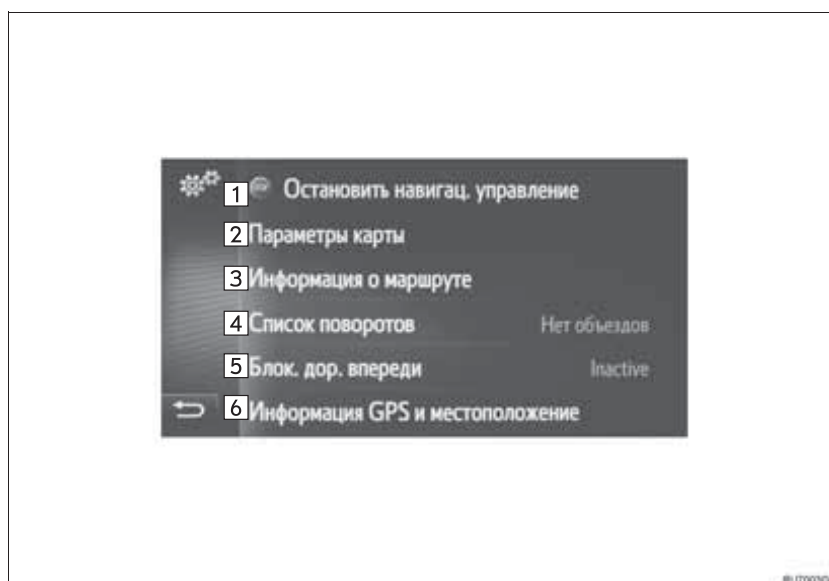 1 Остановить навигац. управление
2 Параметры карты
3 Информация о маршруте
4 Список поворотов Нет объездов
5 Блок. дор. впереди Inactive
6 Информация GPS и местоположение